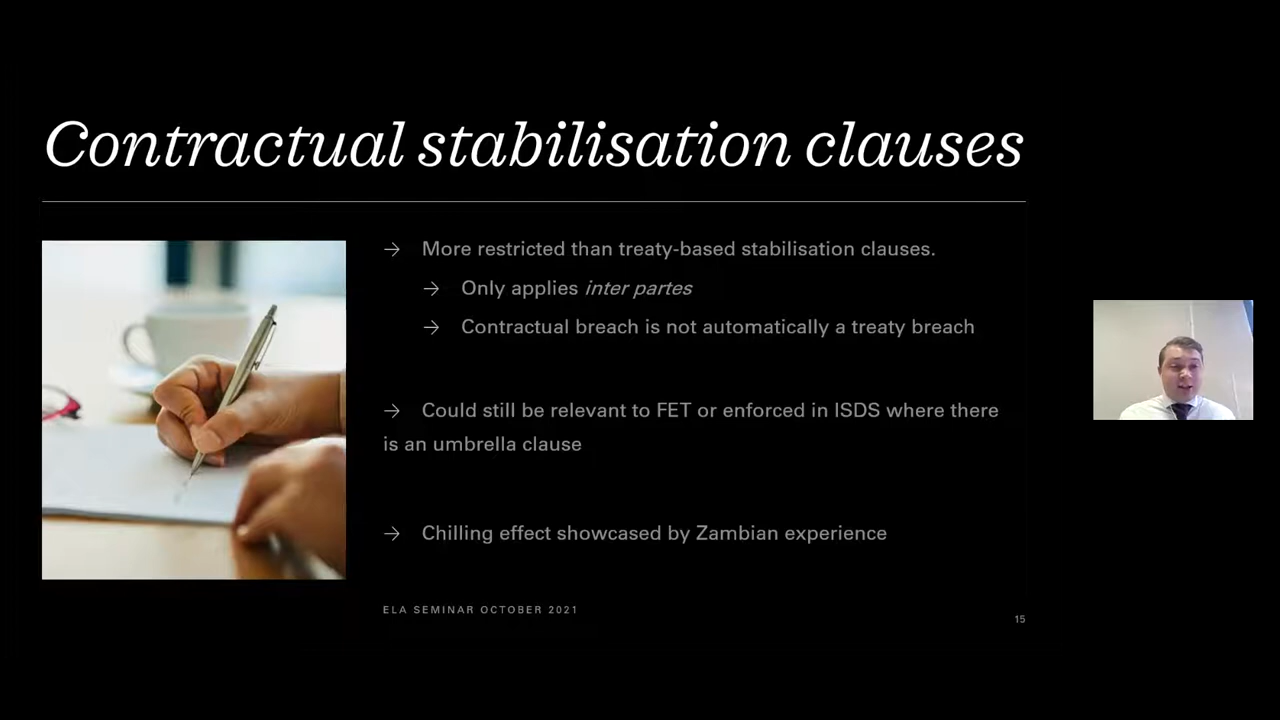 Contractual stabilisation clauses
→ More restricted than treaty-based stabilisation clauses.
→ Only applies inter partes
→ Contractual breach is not automatically a treaty breach
→ Could still be relevant to FET or enforced in ISDS where there
is an umbrella clause
→ Chilling effect showcased by Zambian experience
ELA SEMINAR OCTOBER 2021
15